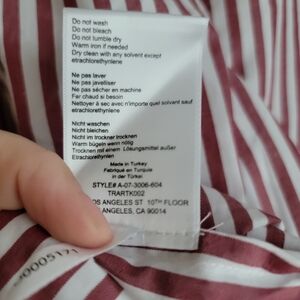 Do not wash
Do not bleach
Do not tumble dry
Warm iron if needed
Dry clean with any solvent except
etrachlorethylene
Ne pas laver
Ne pas javelliser
Ne pas sécher en machine
Fer chaud si besoin
Nettoyer à sec avec n'importe quel solvant sauf
etrachlorethylene
Nicht waschen
Nicht bleichen
Nicht im trockner trocknen
Warm bügeln wenn nötig
Trocknen mit einem Lösungsmittel außer
Etrachlorethylen
Made in Turkey
Fabriqué en Turquie
in der Türkei
STYLE# A-07-3006-604
TRARTK002
OS ANGELES ST 10TH FLOOR
ANGELES, CA 90014